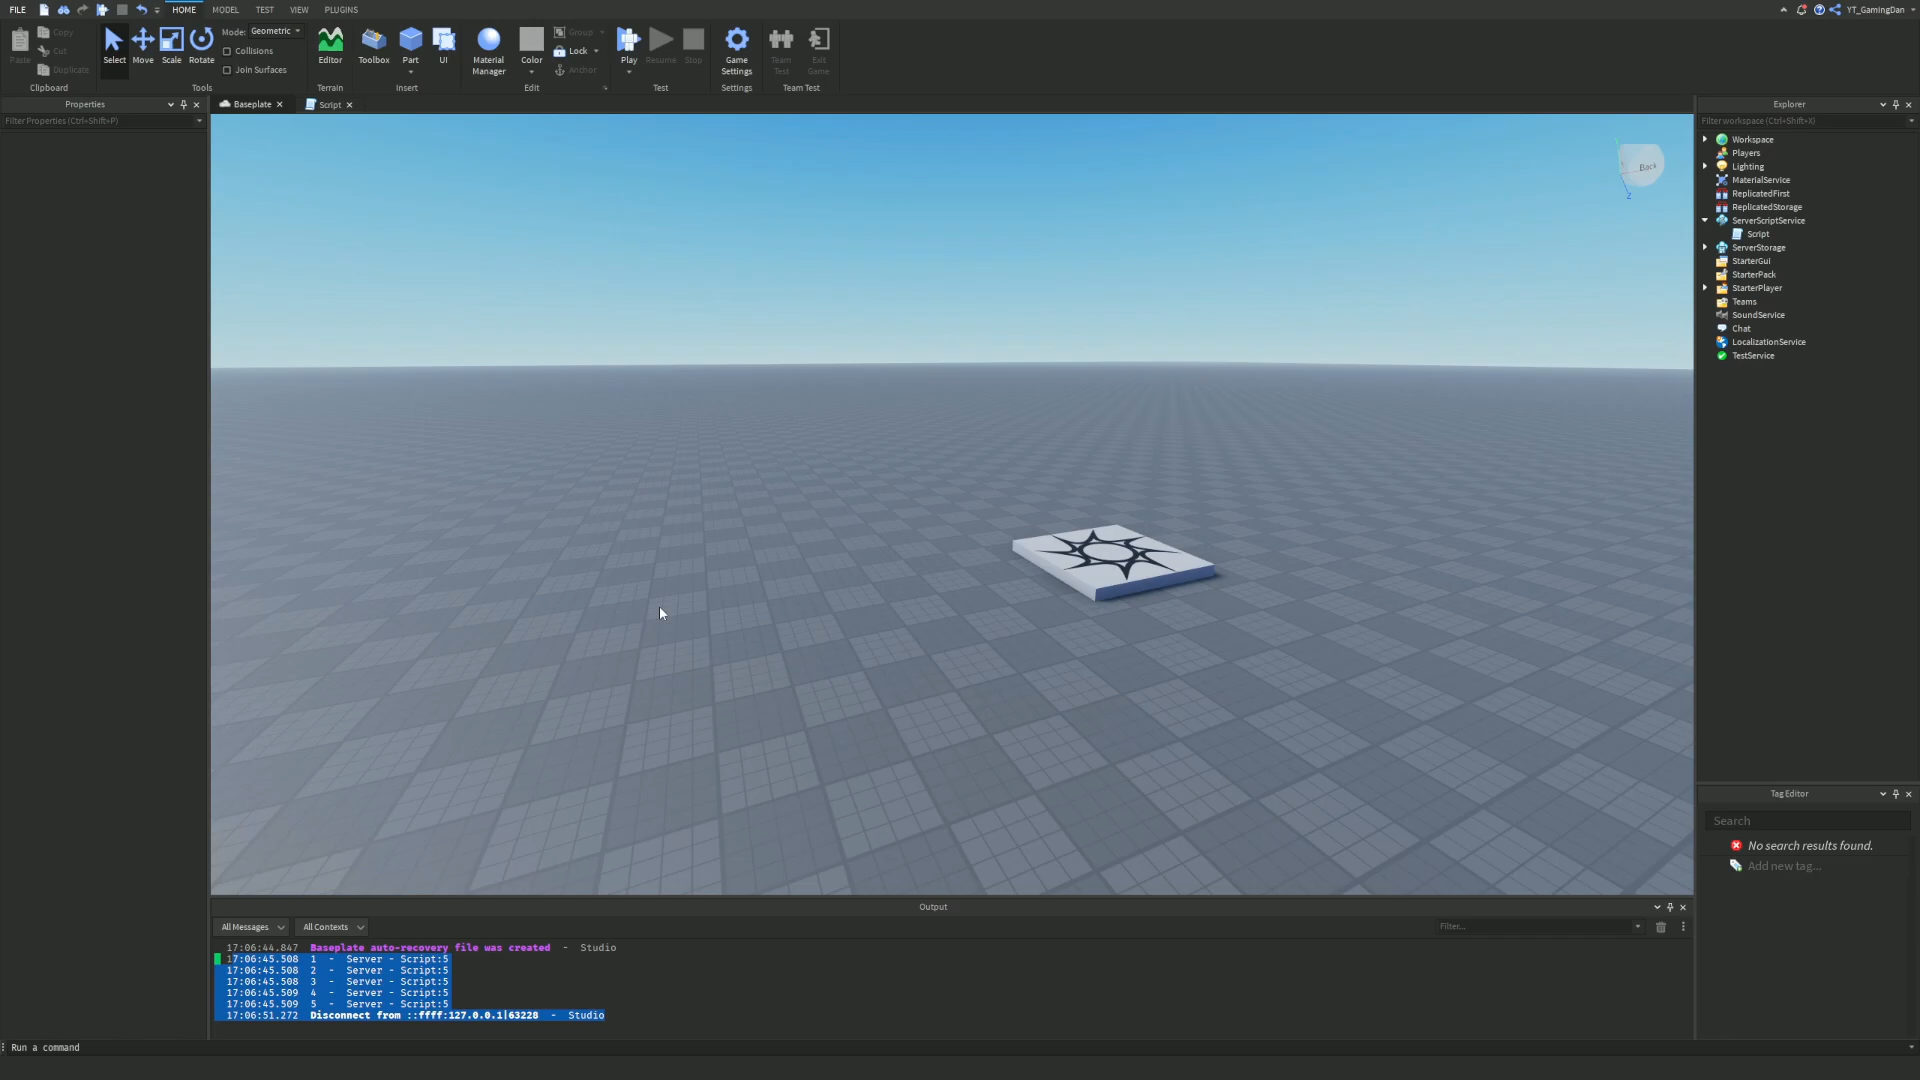 FILE HOME MODEL TEST VIEW PLUGINS YT_GamingDan
Paste Copy Cut Duplicate
Clipboard
Select Move Scale Rotate
Mode: Geometric
Collisions
Join Surfaces
Tools
Editor
Terrain
Toolbox Part UI
Insert
Material Manager
Color
Group
Lock
Anchor
Edit
Play Resume Stop
Test
Game Settings
Settings
Team Test
Exit Game
Team Test
Properties
Filter Properties (Ctrl+Shift+P)
Baseplate Script
Back
Z
Explorer
Filter workspace (Ctrl+Shift+X)
Workspace
Players
Lighting
MaterialService
ReplicatedFirst
ReplicatedStorage
ServerScriptService
Script
ServerStorage
StarterGui
StarterPack
StarterPlayer
Teams
SoundService
Chat
LocalizationService
TestService
Tag Editor
Search
No search results found.
Add new tag...
Output
All Messages All Contexts Filter...
17:06:44.847 Baseplate auto-recovery file was created - Studio
17:06:45.508 1 - Server - Script:5
17:06:45.508 2 - Server - Script:5
17:06:45.508 3 - Server - Script:5
17:06:45.509 4 - Server - Script:5
17:06:45.509 5 - Server - Script:5
17:06:51.272 Disconnect from ::ffff:127.0.0.1|63228 - Studio
Run a command